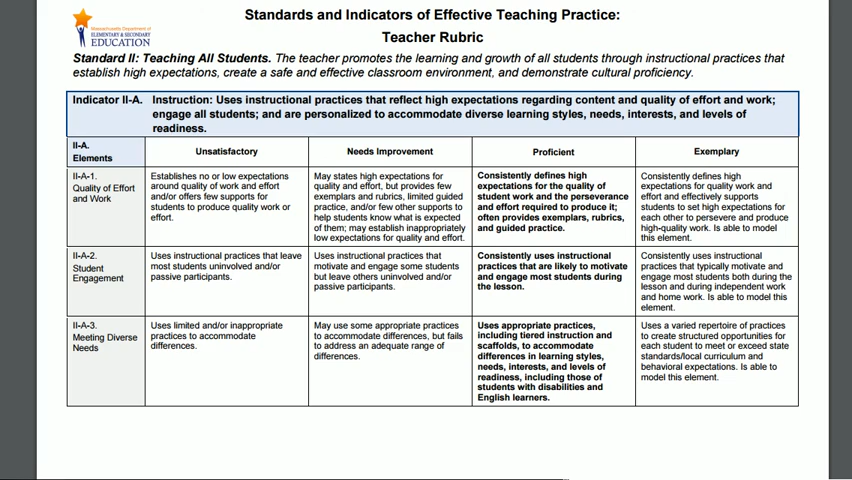 Standards and Indicators of Effective Teaching Practice:
Teacher Rubric
Massachusetts Department of
ELEMENTARY & SECONDARY
EDUCATION
Standard II: Teaching All Students. The teacher promotes the learning and growth of all students through instructional practices that
establish high expectations, create a safe and effective classroom environment, and demonstrate cultural proficiency.
Indicator II-A. Instruction: Uses instructional practices that reflect high expectations regarding content and quality of effort and work;
engage all students; and are personalized to accommodate diverse learning styles, needs, interests, and levels of
readiness.
II-A.
Elements
Unsatisfactory
Needs Improvement
Proficient
Exemplary
II-A-1.
Quality of Effort
and Work
Establishes no or low expectations
around quality of work and effort
and/or offers few supports for
students to produce quality work or
effort.
May states high expectations for
quality and effort, but provides few
exemplars and rubrics, limited guided
practice, and/or few other supports to
help students know what is expected
of them; may establish inappropriately
low expectations for quality and effort.
Consistently defines high
expectations for the quality of
student work and the perseverance
and effort required to produce it;
often provides exemplars, rubrics,
and guided practice.
Consistently defines high
expectations for quality work and
effort and effectively supports
students to set high expectations for
each other to persevere and produce
high-quality work. Is able to model
this element.
II-A-2.
Student
Engagement
Uses instructional practices that leave
most students uninvolved and/or
passive participants.
Uses instructional practices that
motivate and engage some students
but leave others uninvolved and/or
passive participants.
Consistently uses instructional
practices that are likely to motivate
and engage most students during
the lesson.
Consistently uses instructional
practices that typically motivate and
engage most students both during the
lesson and during independent work
and home work. Is able to model this
element.
II-A-3.
Meeting Diverse
Needs
Uses limited and/or inappropriate
practices to accommodate
differences.
May use some appropriate practices
to accommodate differences, but fails
to address an adequate range of
differences.
Uses appropriate practices,
including tiered instruction and
scaffolds, to accommodate
differences in learning styles,
needs, interests, and levels of
readiness, including those of
students with disabilities and
English learners.
Uses a varied repertoire of practices
to create structured opportunities for
each student to meet or exceed state
standards/local curriculum and
behavioral expectations. Is able to
model this element.